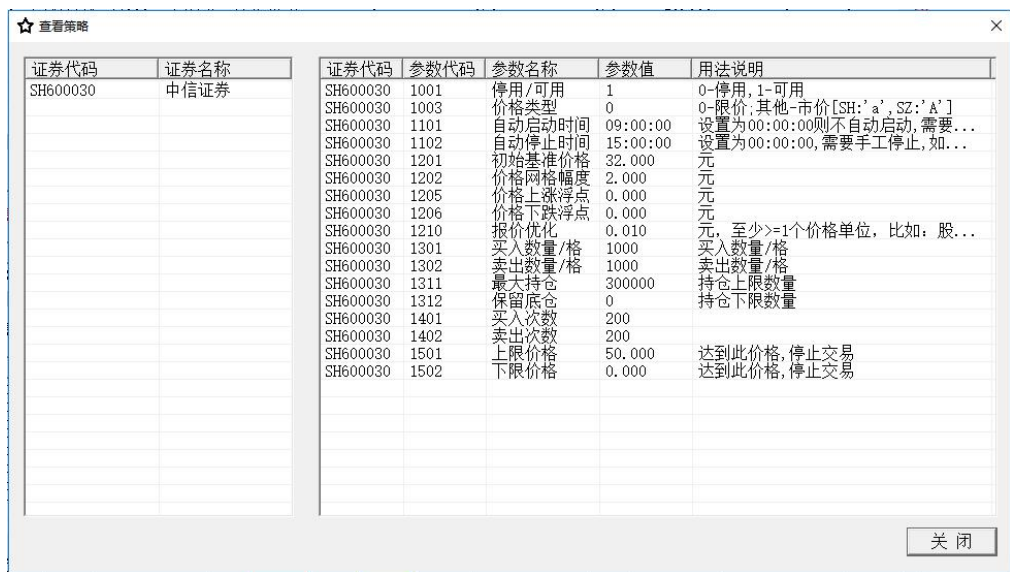 查看策略
证券代码 证券名称
SH600030 中信证券
证券代码 参数代码 参数名称 参数值 用法说明
SH600030 1001 停用/可用 1 0-停用,1-可用
SH600030 1003 价格类型 0 0-限价;其他-市价[SH:'a',SZ:'A']
SH600030 1101 自动启动时间 09:00:00 设置为00:00:00则不自动启动,需要...
SH600030 1102 自动停止时间 15:00:00 设置为00:00:00,需要手工停止,如...
SH600030 1201 初始基准价格 32.000 元
SH600030 1202 价格网格幅度 2.000 元
SH600030 1205 价格上涨浮点 0.000 元
SH600030 1206 价格下跌浮点 0.000 元
SH600030 1210 报价优化 0.010 元，至少>=1个价格单位，比如：股...
SH600030 1301 买入数量/格 1000 买入数量/格
SH600030 1302 卖出数量/格 1000 卖出数量/格
SH600030 1311 最大持仓 300000 持仓上限数量
SH600030 1312 保留底仓 0 持仓下限数量
SH600030 1401 买入次数 200
SH600030 1402 卖出次数 200
SH600030 1501 上限价格 50.000 达到此价格,停止交易
SH600030 1502 下限价格 0.000 达到此价格,停止交易
关 闭